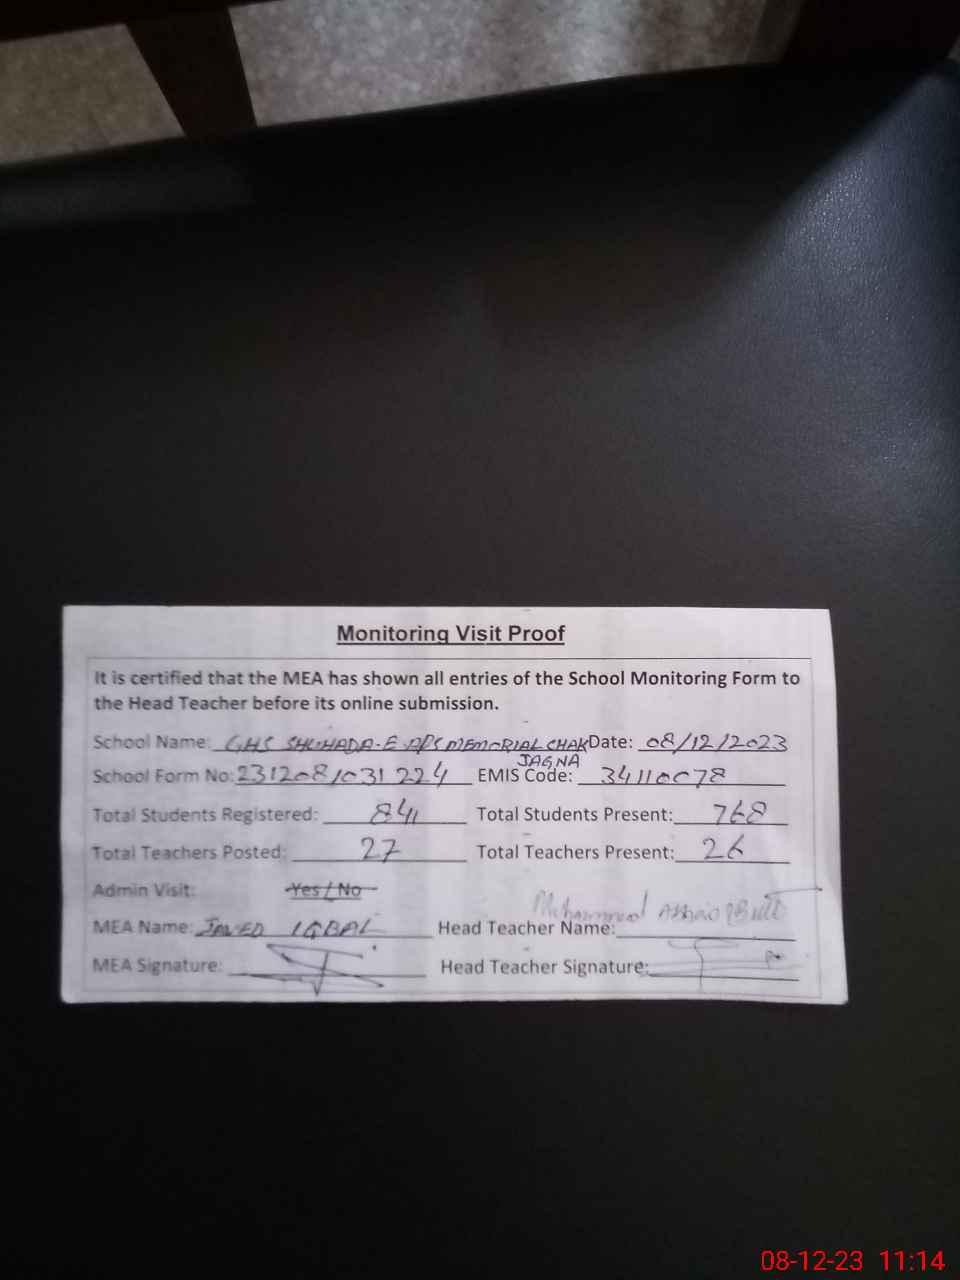 Monitoring Visit Proof
It is certified that the MEA has shown all entries of the School Monitoring Form to
the Head Teacher before its online submission.
School Name: GHS SHUHADA-E APS MEMORIAL CHAK Date: 08/12/2023
JAGNA
School Form No: 231208/031 224 EMIS Code: 34110078
Total Students Registered: 841 Total Students Present: 768
Total Teachers Posted: 27 Total Teachers Present: 26
Admin Visit: Yes / No
MEA Name: JAVED IQBAL Head Teacher Name: Muhammad Butt
MEA Signature: Head Teacher Signature:
08-12-23 11:14